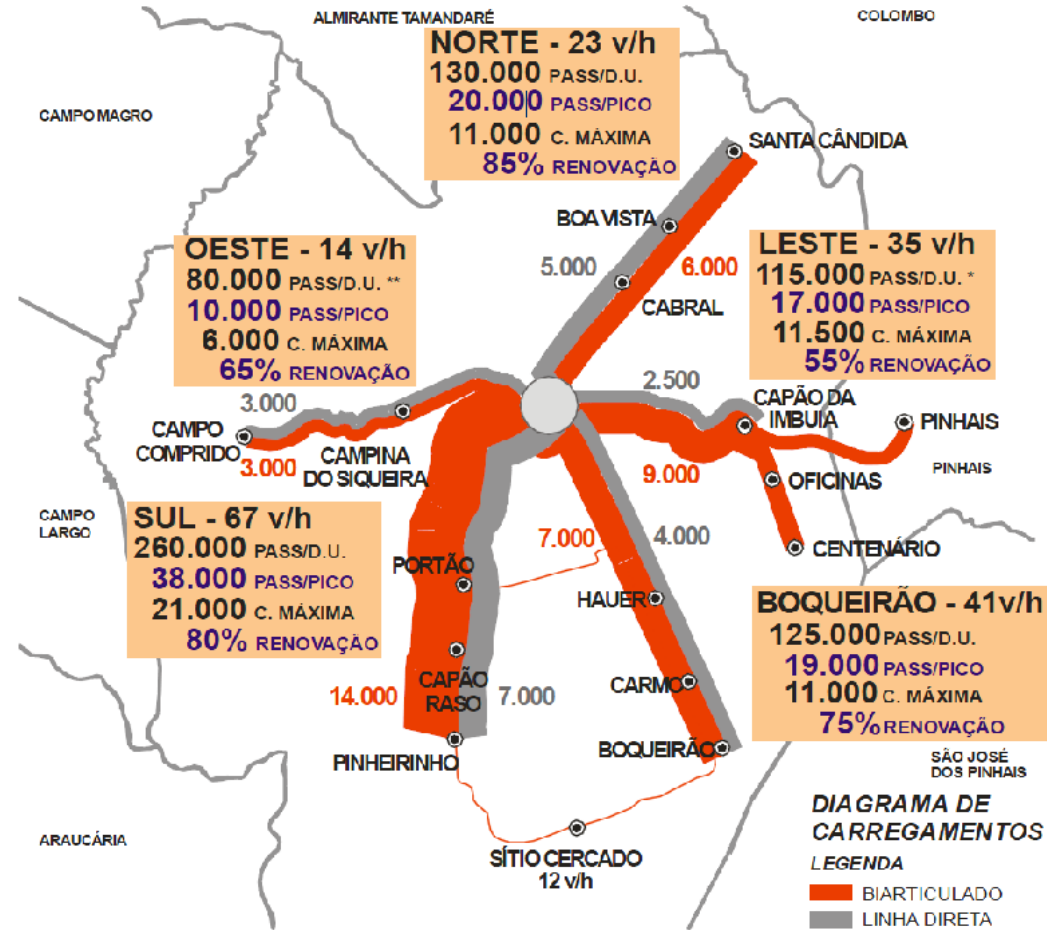 ALMIRANTE TAMANDARÉ
COLOMBO
CAMPO MAGRO
NORTE - 23 v/h
130.000 PASS/D.U.
20.000 PASS/PICO
11.000 C. MÁXIMA
85% RENOVAÇÃO
SANTA CÂNDIDA
BOA VISTA
5.000
6.000
CABRAL
OESTE - 14 v/h
80.000 PASS/D.U. **
10.000 PASS/PICO
6.000 C. MÁXIMA
65% RENOVAÇÃO
LESTE - 35 v/h
115.000 PASS/D.U. *
17.000 PASS/PICO
11.500 C. MÁXIMA
55% RENOVAÇÃO
3.000
CAMPO
COMPRIDO
3.000
CAMPINA
DO SIQUEIRA
2.500
CAPÃO DA
IMBUIA
PINHAIS
PINHAIS
9.000
OFICINAS
CENTENÁRIO
CAMPO
LARGO
SUL - 67 v/h
260.000 PASS/D.U.
38.000 PASS/PICO
21.000 C. MÁXIMA
80% RENOVAÇÃO
PORTÃO
7.000
4.000
HAUER
CAPÃO
RASO
14.000
7.000
CARMO
PINHEIRINHO
BOQUEIRÃO
BOQUEIRÃO - 41v/h
125.000 PASS/D.U.
19.000 PASS/PICO
11.000 C. MÁXIMA
75% RENOVAÇÃO
SÃO JOSÉ
DOS PINHAIS
ARAUCÁRIA
SÍTIO CERCADO
12 v/h
DIAGRAMA DE
CARREGAMENTOS
LEGENDA
BIARTICULADO
LINHA DIRETA